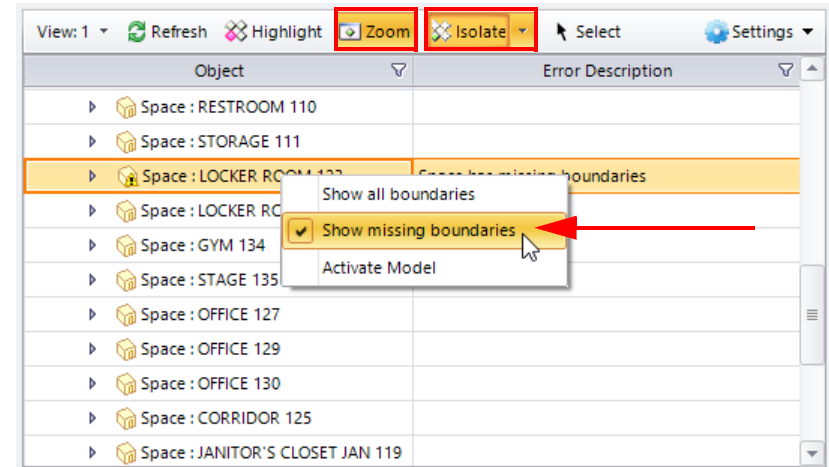 View: 1 Refresh Highlight Zoom Isolate Select Settings
Object Error Description
Space : RESTROOM 110
Space : STORAGE 111
Space : LOCKER ROOM Space has missing boundaries
Show all boundaries
Space : LOCKER
Show missing boundaries
Space : GYM 134
Activate Model
Space : STAGE 135
Space : OFFICE 127
Space : OFFICE 129
Space : OFFICE 130
Space : CORRIDOR 125
Space : JANITOR'S CLOSET JAN 119